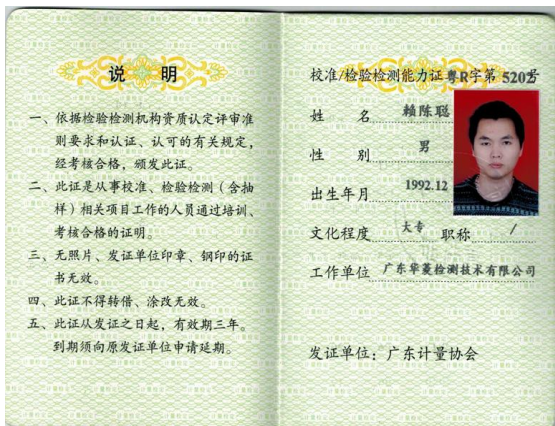 说 明
一、依据检验检测机构资质认定评审准
则要求和认证、认可的有关规定，
经考核合格，颁发此证。
二、此证是从事校准、检验检测（含抽
样）相关项目工作的人员通过培训、
考核合格的证明。
三、无照片、发证单位印章、钢印的证
书无效。
四、此证不得转借、涂改无效。
五、此证从发证之日起，有效期三年。
到期须向原发证单位申请延期。
校准/检验检测能力证粤R字第 5202号
姓 名 赖陈聪
性 别 男
出生年月 1992.12
文化程度 大专 职称 /
工作单位 广东华菱检测技术有限公司
发证单位：广东计量协会